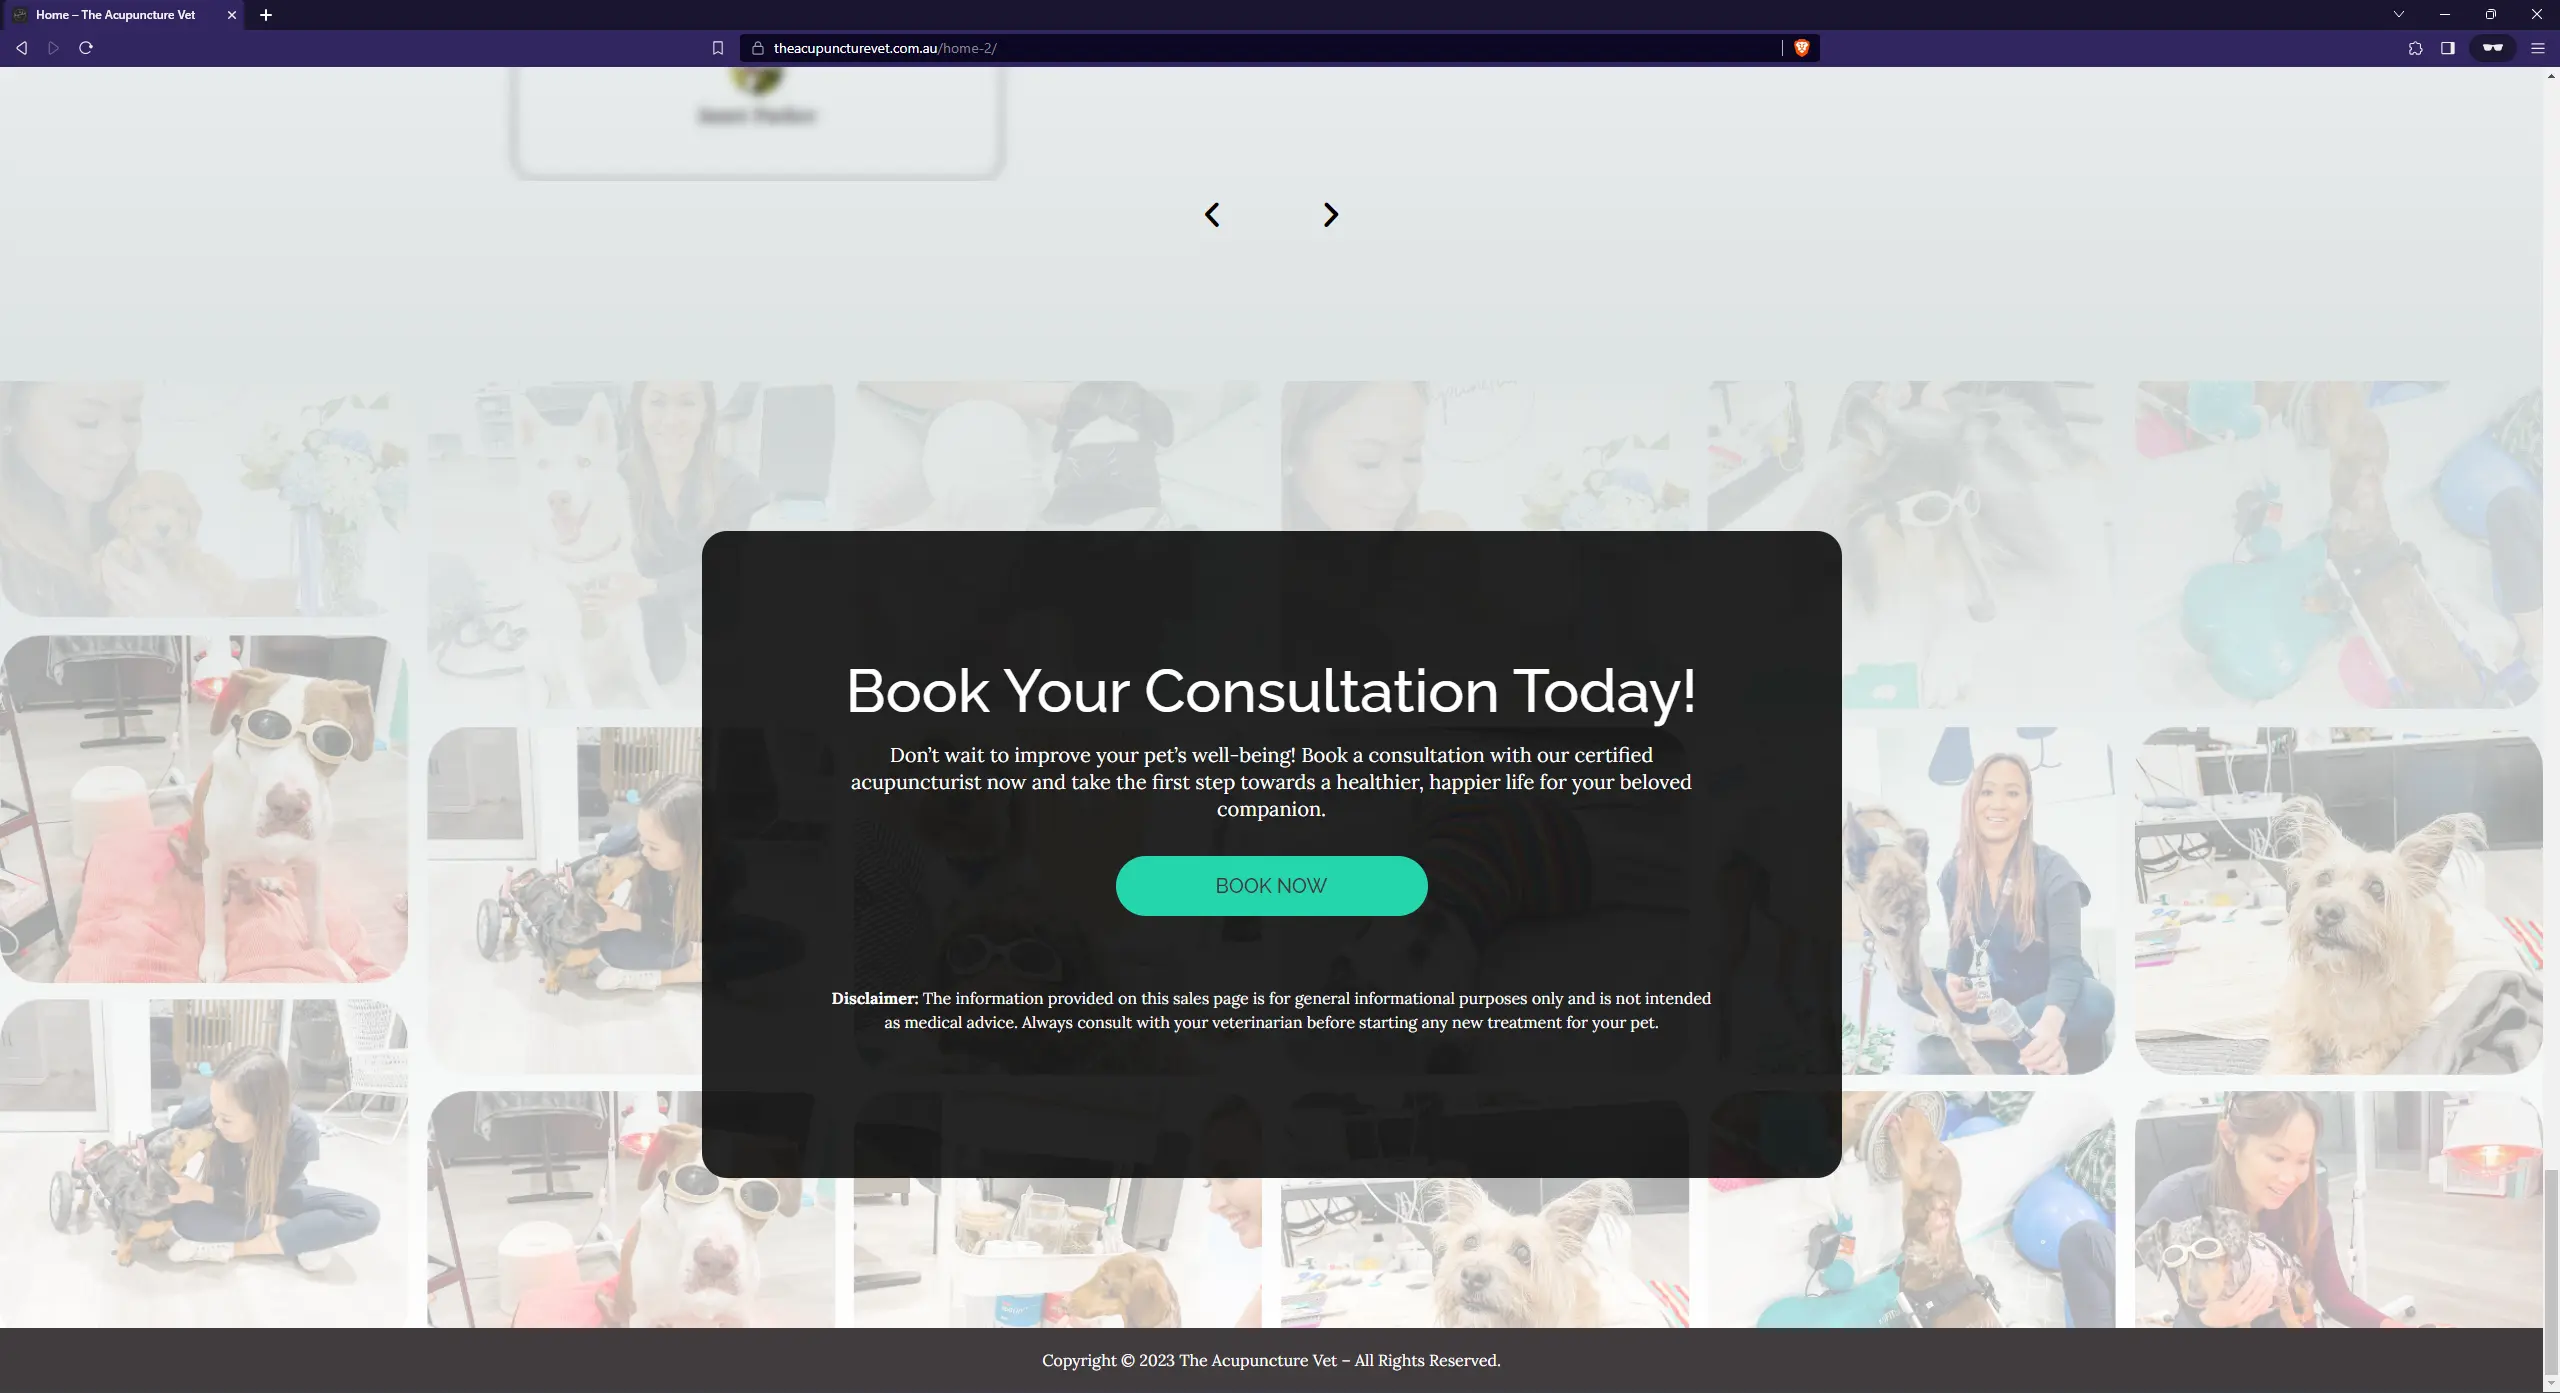 Home – The Acupuncture Vet
theacupuncturevet.com.au/home-2/
Book Your Consultation Today!
Don’t wait to improve your pet’s well-being! Book a consultation with our certified
acupuncturist now and take the first step towards a healthier, happier life for your beloved
companion.
BOOK NOW
Disclaimer: The information provided on this sales page is for general informational purposes only and is not intended
as medical advice. Always consult with your veterinarian before starting any new treatment for your pet.
Copyright © 2023 The Acupuncture Vet – All Rights Reserved.